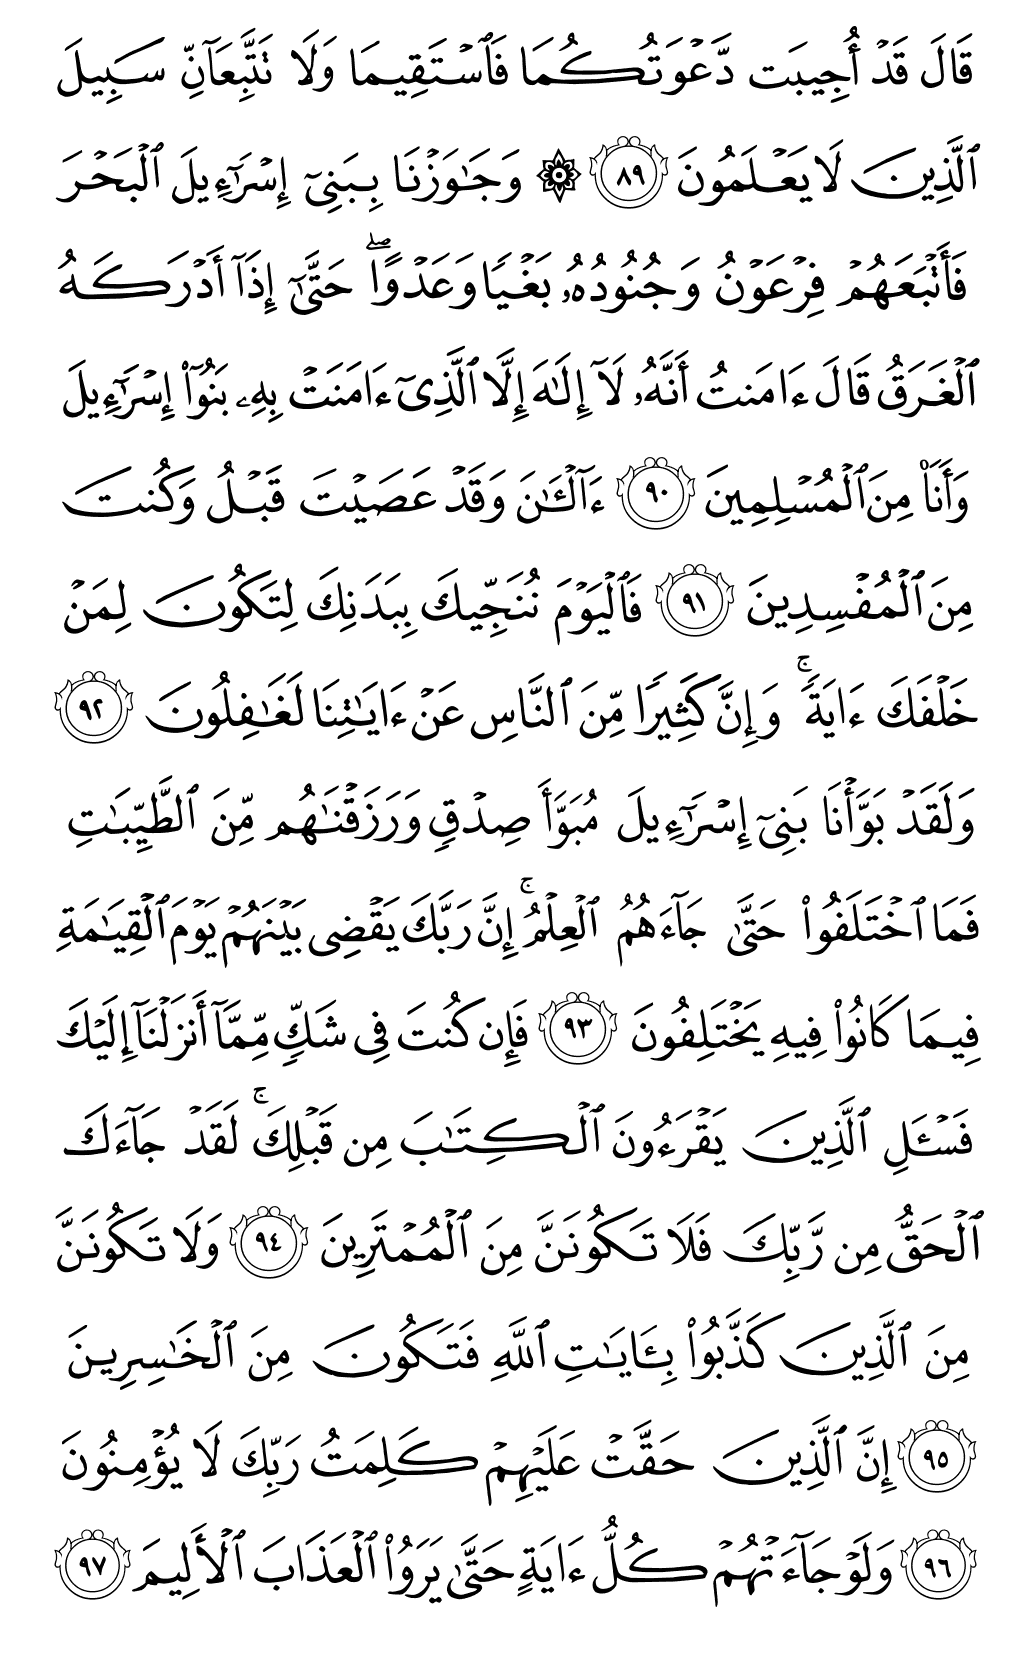 قَالَ قَدْ أُجِيبَت دَّعْوَتُكُمَا فَٱسْتَقِيمَا وَلَا تَتَّبِعَآنِّ سَبِيلَ
ٱلَّذِينَ لَا يَعْلَمُونَ ٨٩ ۞ وَجَٰوَزْنَا بِبَنِىٓ إِسْرَٰٓءِيلَ ٱلْبَحْرَ
فَأَتْبَعَهُمْ فِرْعَوْنُ وَجُنُودُهُۥ بَغْيًا وَعَدْوًا ۖ حَتَّىٰٓ إِذَآ أَدْرَكَهُ
ٱلْغَرَقُ قَالَ ءَامَنتُ أَنَّهُۥ لَآ إِلَٰهَ إِلَّا ٱلَّذِىٓ ءَامَنَتْ بِهِۦ بَنُوٓا۟ إِسْرَٰٓءِيلَ
وَأَنَا۠ مِنَ ٱلْمُسْلِمِينَ ٩٠ ءَآلْـَٰٔنَ وَقَدْ عَصَيْتَ قَبْلُ وَكُنتَ
مِنَ ٱلْمُفْسِدِينَ ٩١ فَٱلْيَوْمَ نُنَجِّيكَ بِبَدَنِكَ لِتَكُونَ لِمَنْ
خَلْفَكَ ءَايَةً ۚ وَإِنَّ كَثِيرًا مِّنَ ٱلنَّاسِ عَنْ ءَايَٰتِنَا لَغَٰفِلُونَ ٩٢
وَلَقَدْ بَوَّأْنَا بَنِىٓ إِسْرَٰٓءِيلَ مُبَوَّأَ صِدْقٍ وَرَزَقْنَٰهُم مِّنَ ٱلطَّيِّبَٰتِ
فَمَا ٱخْتَلَفُوا۟ حَتَّىٰ جَآءَهُمُ ٱلْعِلْمُ ۚ إِنَّ رَبَّكَ يَقْضِى بَيْنَهُمْ يَوْمَ ٱلْقِيَٰمَةِ
فِيمَا كَانُوا۟ فِيهِ يَخْتَلِفُونَ ٩٣ فَإِن كُنتَ فِى شَكٍّ مِّمَّآ أَنزَلْنَآ إِلَيْكَ
فَسْـَٔلِ ٱلَّذِينَ يَقْرَءُونَ ٱلْكِتَٰبَ مِن قَبْلِكَ ۚ لَقَدْ جَآءَكَ
ٱلْحَقُّ مِن رَّبِّكَ فَلَا تَكُونَنَّ مِنَ ٱلْمُمْتَرِينَ ٩٤ وَلَا تَكُونَنَّ
مِنَ ٱلَّذِينَ كَذَّبُوا۟ بِـَٔايَٰتِ ٱللَّهِ فَتَكُونَ مِنَ ٱلْخَٰسِرِينَ
٩٥ إِنَّ ٱلَّذِينَ حَقَّتْ عَلَيْهِمْ كَلِمَتُ رَبِّكَ لَا يُؤْمِنُونَ
٩٦ وَلَوْ جَآءَتْهُمْ كُلُّ ءَايَةٍ حَتَّىٰ يَرَوُا۟ ٱلْعَذَابَ ٱلْأَلِيمَ ٩٧